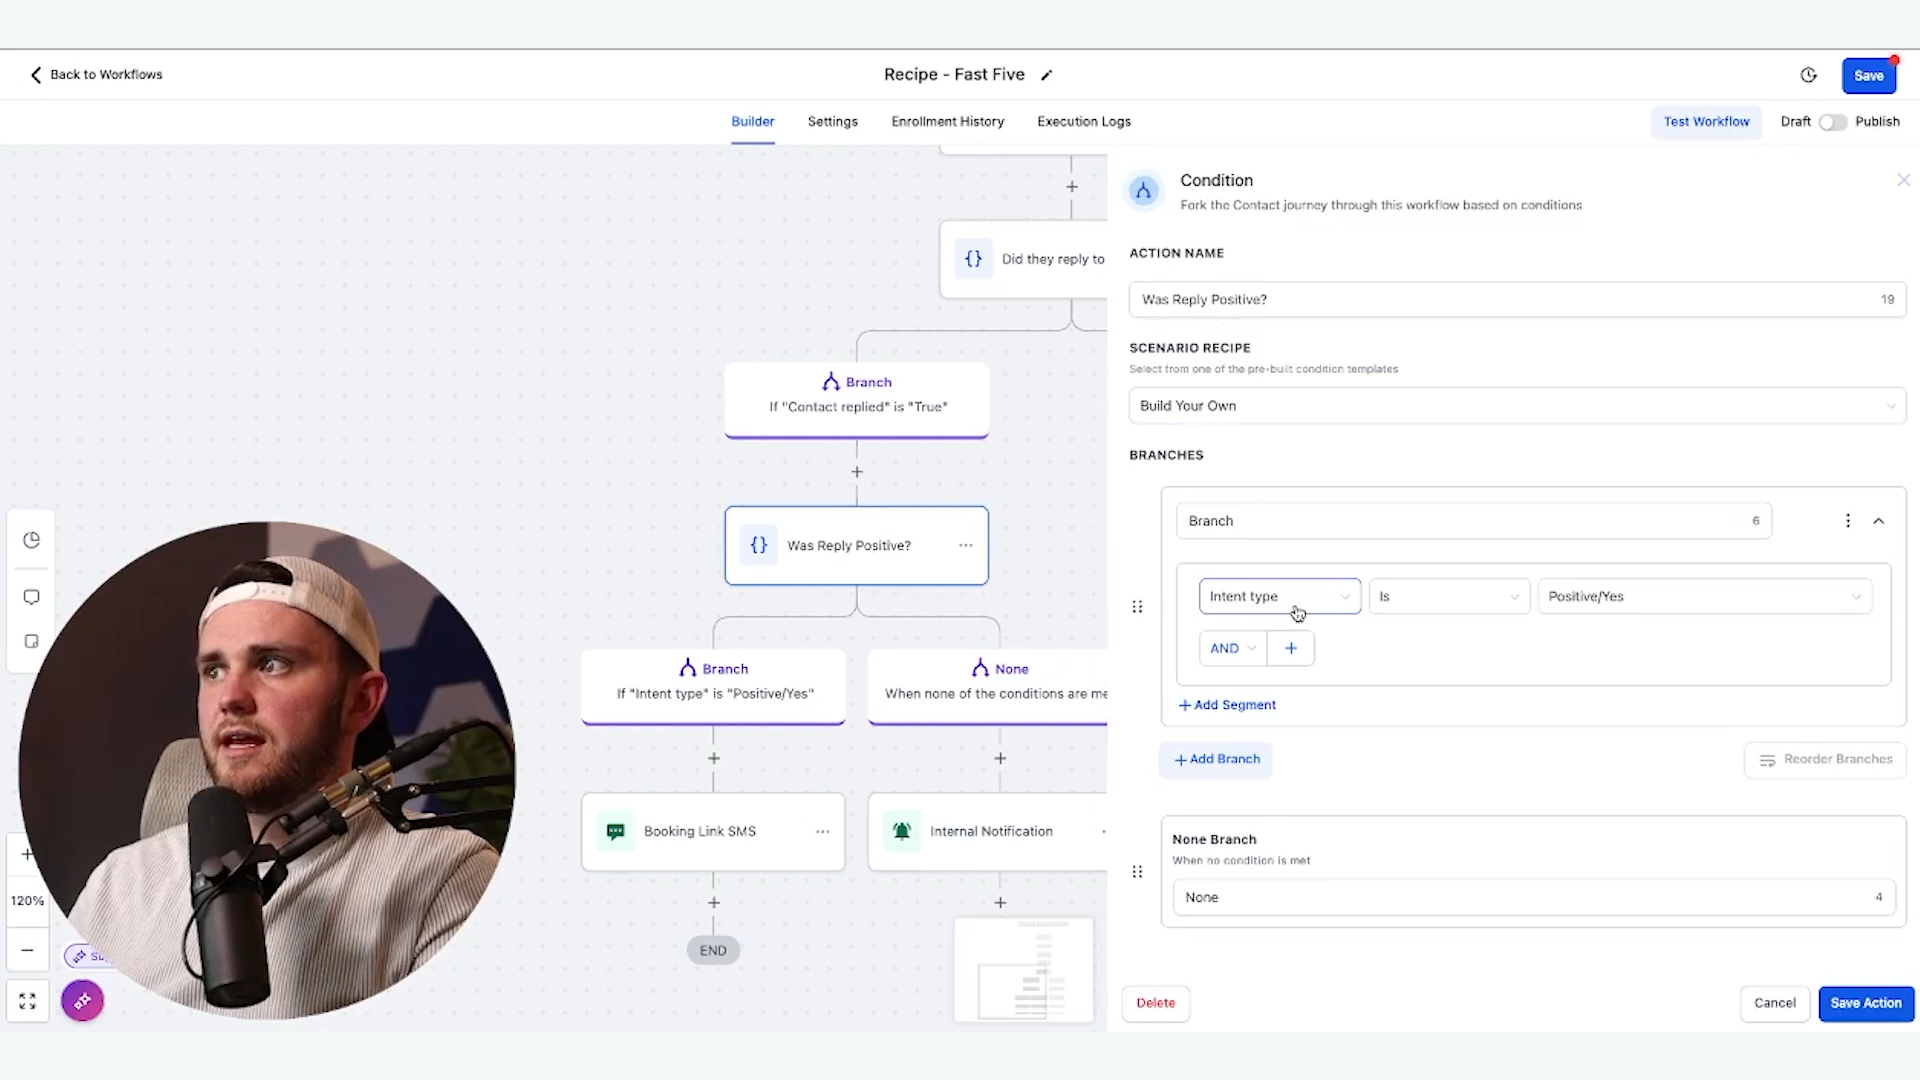 Back to Workflows
Recipe - Fast Five
Save
Builder
Settings
Enrollment History
Execution Logs
Test Workflow
Draft
Publish
Did they reply to
Branch
If "Contact replied" is "True"
Was Reply Positive?
Branch
If "Intent type" is "Positive/Yes"
None
When none of the conditions are me
Booking Link SMS
Internal Notification
END
120%
Condition
Fork the Contact journey through this workflow based on conditions
ACTION NAME
Was Reply Positive?
19
SCENARIO RECIPE
Select from one of the pre-built condition templates
Build Your Own
BRANCHES
Branch
6
Intent type
Is
Positive/Yes
AND
Add Segment
Add Branch
Reorder Branches
None Branch
When no condition is met
None
4
Delete
Cancel
Save Action